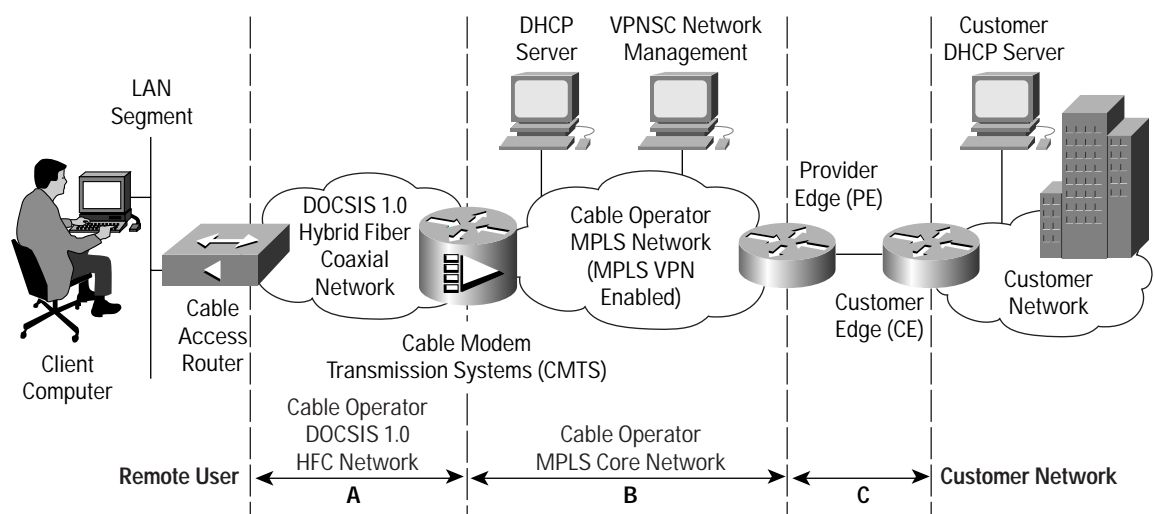 DHCP
Server
VPNSC Network
Management
Customer
DHCP Server
LAN
Segment
Provider
Edge (PE)
DOCSIS 1.0
Hybrid Fiber
Coaxial
Network
Cable Operator
MPLS Network
(MPLS VPN
Enabled)
Customer
Network
Cable
Access
Router
Customer
Edge (CE)
Client
Computer
Cable Modem
Transmission Systems (CMTS)
Cable Operator
DOCSIS 1.0
HFC Network
Cable Operator
MPLS Core Network
Remote User
Customer Network
A
B
C